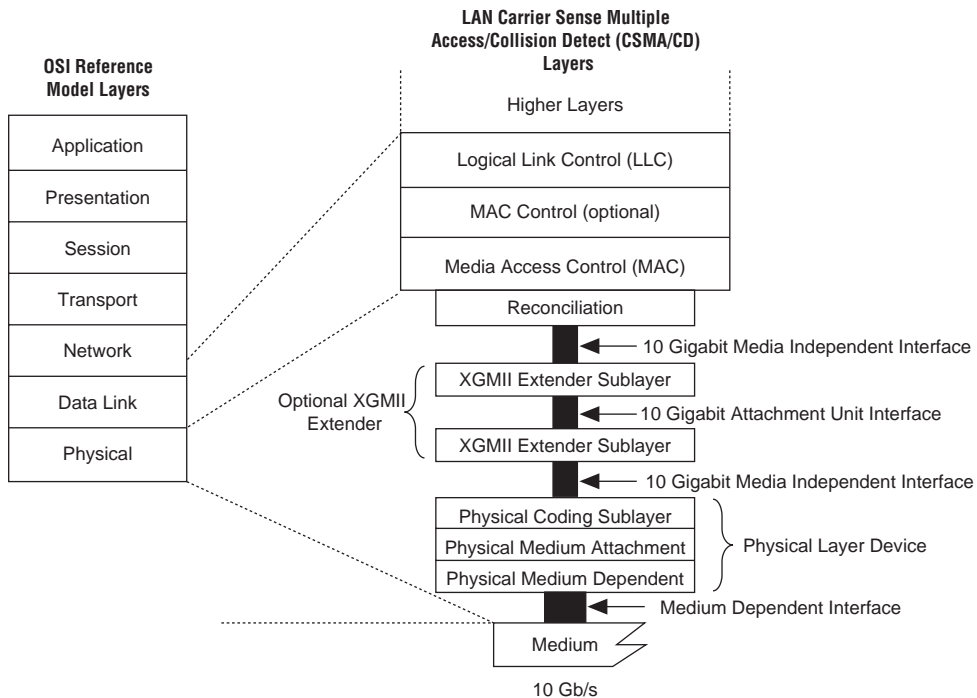 OSI Reference
Model Layers
Application
Presentation
Session
Transport
Network
Data Link
Physical
LAN Carrier Sense Multiple
Access/Collision Detect (CSMA/CD)
Layers
Higher Layers
Logical Link Control (LLC)
MAC Control (optional)
Media Access Control (MAC)
Reconciliation
10 Gigabit Media Independent Interface
Optional XGMII
Extender
XGMII Extender Sublayer
10 Gigabit Attachment Unit Interface
XGMII Extender Sublayer
10 Gigabit Media Independent Interface
Physical Coding Sublayer
Physical Medium Attachment
Physical Medium Dependent
Physical Layer Device
Medium Dependent Interface
Medium
10 Gb/s